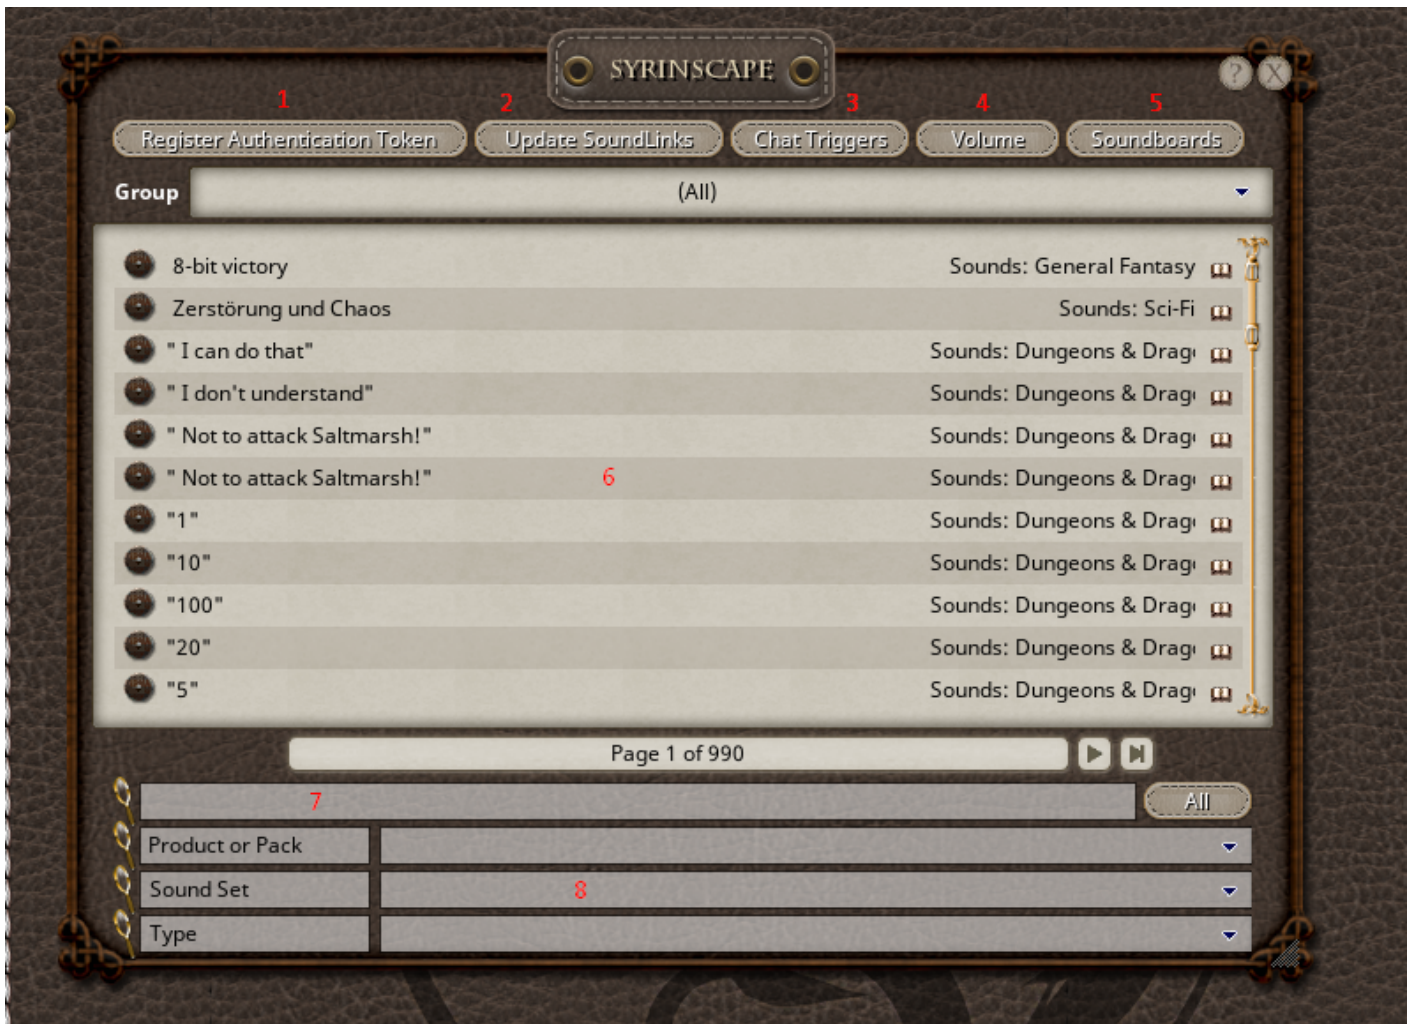 SYRINSCAPE
? X
1 2 3 4 5
Register Authentication Token Update SoundLinks Chat Triggers Volume Soundboards
Group (All)
8-bit victory Sounds: General Fantasy
Zerstörung und Chaos Sounds: Sci-Fi
" I can do that" Sounds: Dungeons & Drag
" I don't understand" Sounds: Dungeons & Drag
" Not to attack Saltmarsh!" Sounds: Dungeons & Drag
" Not to attack Saltmarsh!" 6 Sounds: Dungeons & Drag
"1" Sounds: Dungeons & Drag
"10" Sounds: Dungeons & Drag
"100" Sounds: Dungeons & Drag
"20" Sounds: Dungeons & Drag
"5" Sounds: Dungeons & Drag
Page 1 of 990
7 All
Product or Pack
Sound Set 8
Type